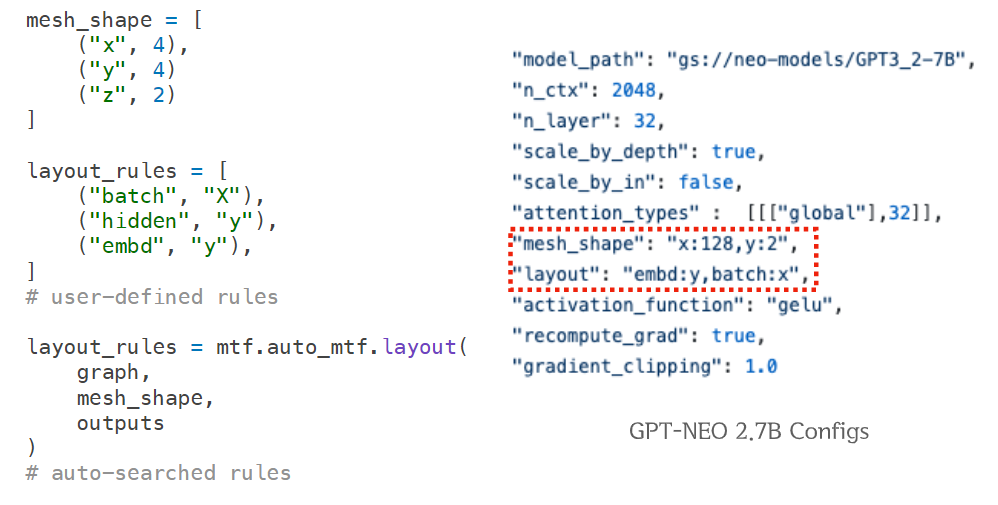 mesh_shape = [
    ("x", 4),
    ("y", 4)
    ("z", 2)
]
layout_rules = [
    ("batch", "X"),
    ("hidden", "y"),
    ("embd", "y"),
]
# user-defined rules
layout_rules = mtf.auto_mtf.layout(
    graph,
    mesh_shape,
    outputs
)
# auto-searched rules
"model_path": "gs://neo-models/GPT3_2-7B",
"n_ctx": 2048,
"n_layer": 32,
"scale_by_depth": true,
"scale_by_in": false,
"attention_types" :  [[["global"],32]],
"mesh_shape": "x:128,y:2",
"layout": "embd:y,batch:x",
"activation_function": "gelu",
"recompute_grad": true,
"gradient_clipping": 1.0
GPT-NEO 2.7B Configs